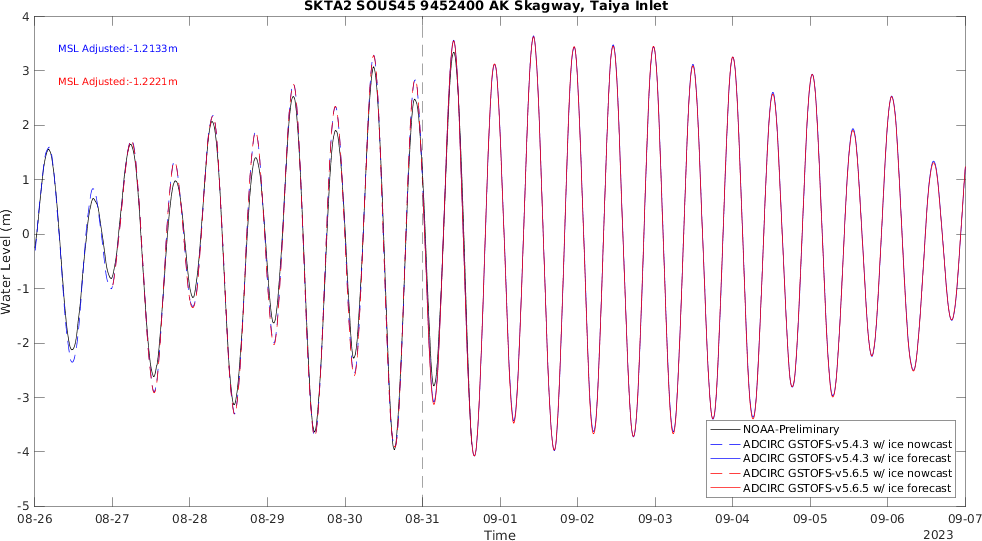 SKTA2 SOUS45 9452400 AK Skagway, Taiya Inlet
MSL Adjusted:-1.2133m
MSL Adjusted:-1.2221m
4
3
2
1
0
-1
-2
-3
-4
-5
Water Level (m)
NOAA-Preliminary
ADCIRC GSTOFS-v5.4.3 w/ ice nowcast
ADCIRC GSTOFS-v5.4.3 w/ ice forecast
ADCIRC GSTOFS-v5.6.5 w/ ice nowcast
ADCIRC GSTOFS-v5.6.5 w/ ice forecast
08-26 08-27 08-28 08-29 08-30 08-31 09-01 09-02 09-03 09-04 09-05 09-06 09-07
Time
2023